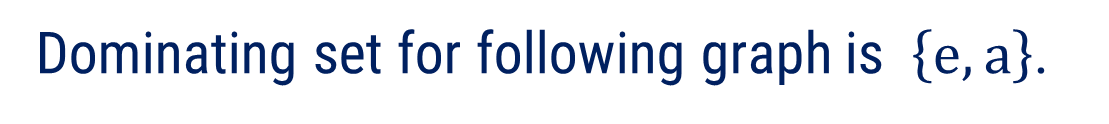 Dominating set for following graph is {e, a}.